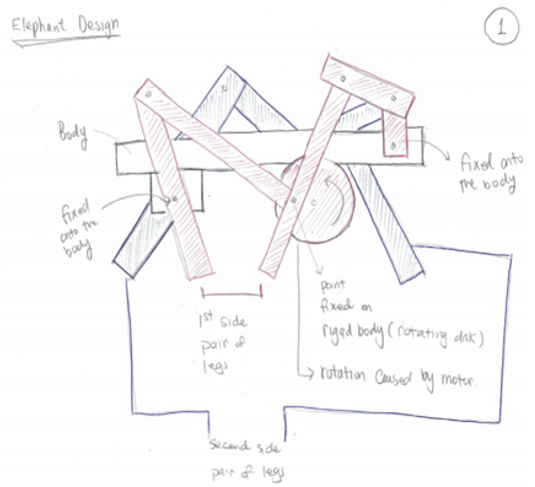 Elephant Design
1
Body
fixed
onto the
body
fixed onto
the body
point
fixed on
rigid body (rotating disk)
rotation caused by motor.
1st side
pair of
legs
second side
pair of legs